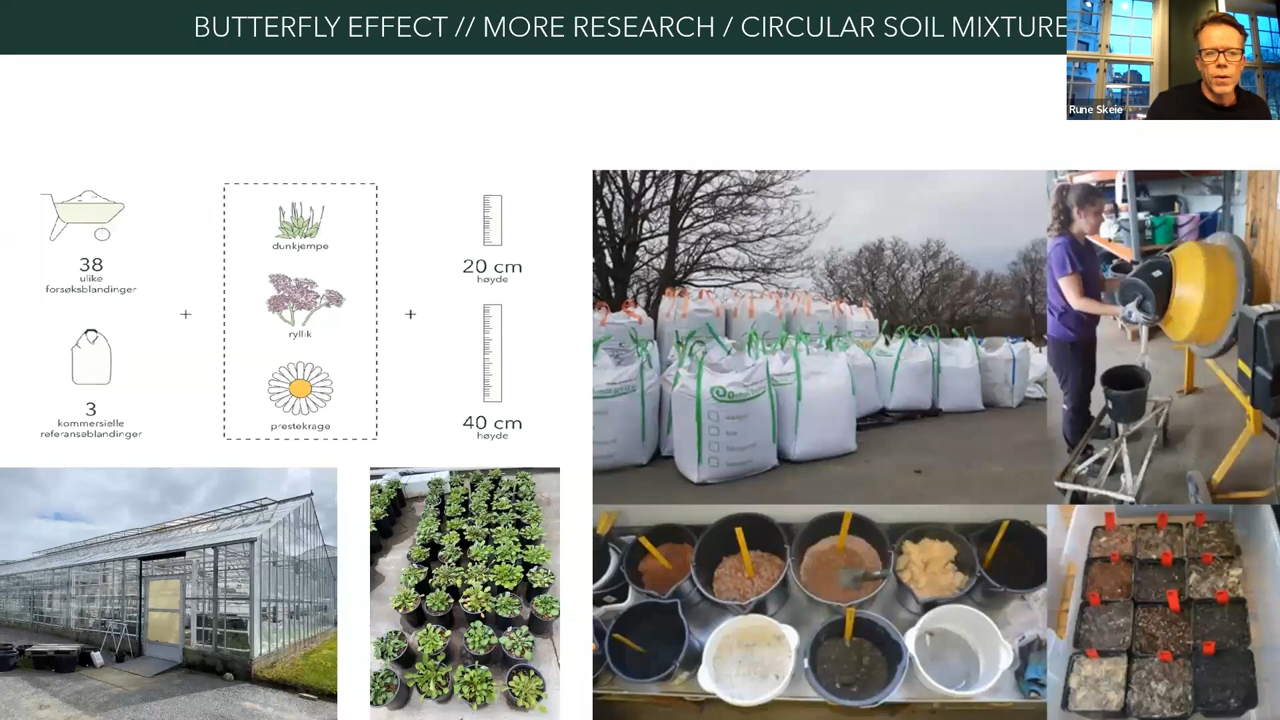 BUTTERFLY EFFECT // MORE RESEARCH / CIRCULAR SOIL MIXTURE
Rune Skeie
38
ulike
forsøksblandinger
3
kommersielle
referanseblandinger
+
dunkjempe
ryllik
prestekrage
+
20 cm
høyde
40 cm
høyde